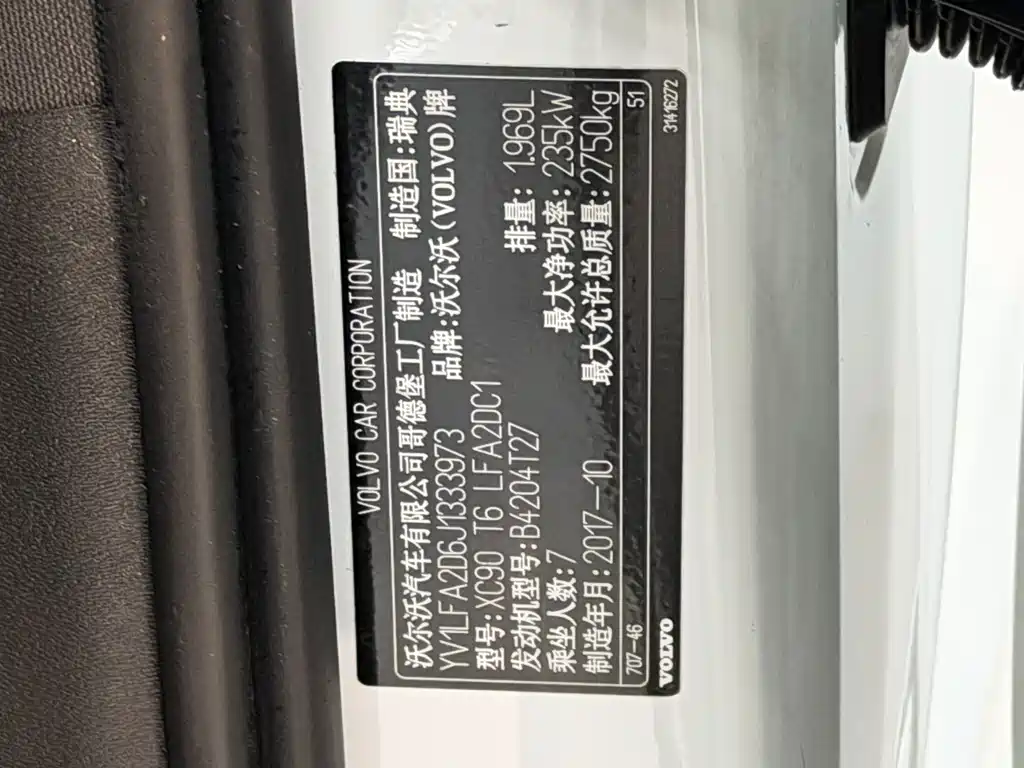 VOLVO CAR CORPORATION
沃尔沃汽车有限公司哥德堡工厂制造 制造国:瑞典
YV1LFA2D6J1333973 品牌:沃尔沃(VOLVO)牌
型号:XC90 T6 LFA2DC1
发动机型号:B4204T27 排量: 1.969L
乘坐人数:7 最大净功率:235kW
制造年月:2017-10 最大允许总质量:2750kg
707-46 51
VOLVO 31416272